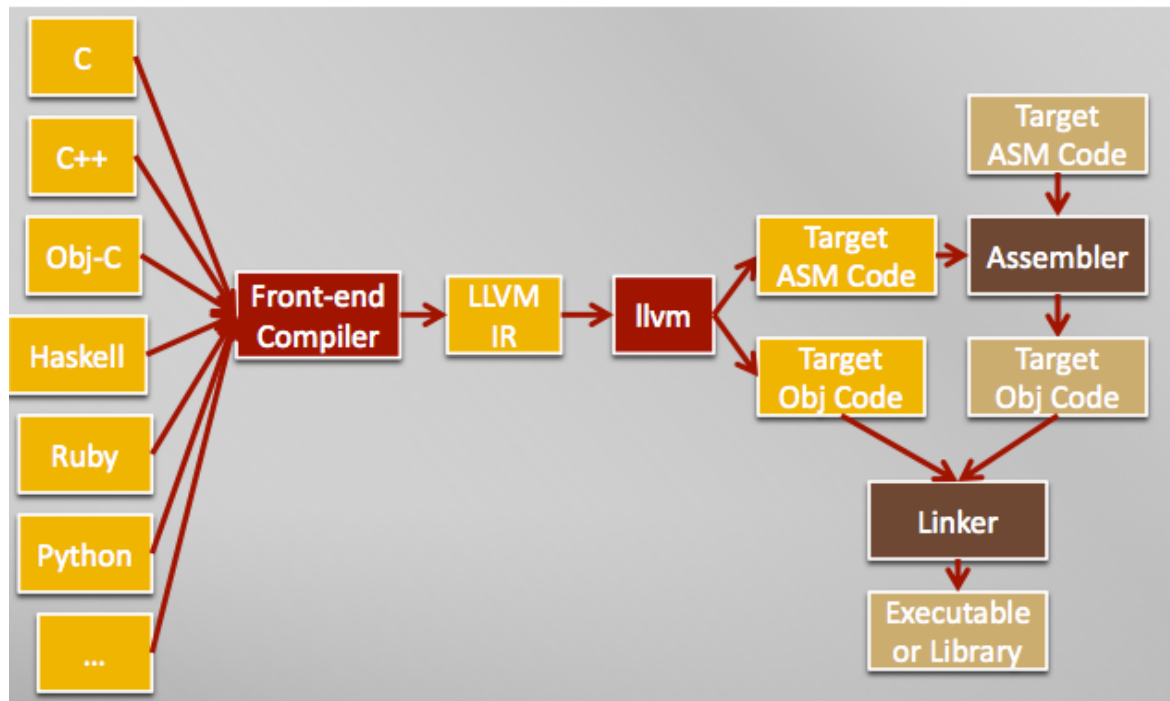 C
C++
Obj-C
Haskell
Ruby
Python
...
Front-end
Compiler
LLVM
IR
llvm
Target
ASM Code
Target
Obj Code
Target
ASM Code
Assembler
Target
Obj Code
Linker
Executable
or Library